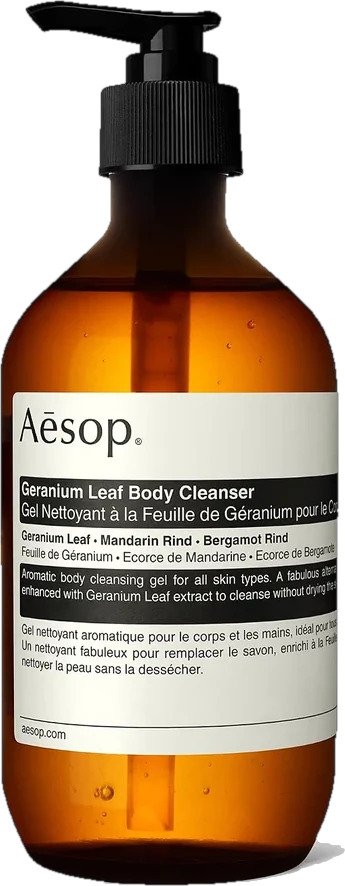 Aēsop®
Geranium Leaf Body Cleanser
Gel Nettoyant à la Feuille de Géranium pour le
Geranium Leaf • Mandarin Rind • Bergamot Rind
Feuille de Géranium • Ecorce de Mandarine • Ecorce de Bergamote
Aromatic body cleansing gel for all skin types. A fabulous
enhanced with Geranium Leaf extract to cleanse without drying the
Gel nettoyant aromatique pour le corps et les mains, idéal pour
Un nettoyant fabuleux pour remplacer le savon, enrichi à la
nettoyer la peau sans la dessécher.
aesop.com